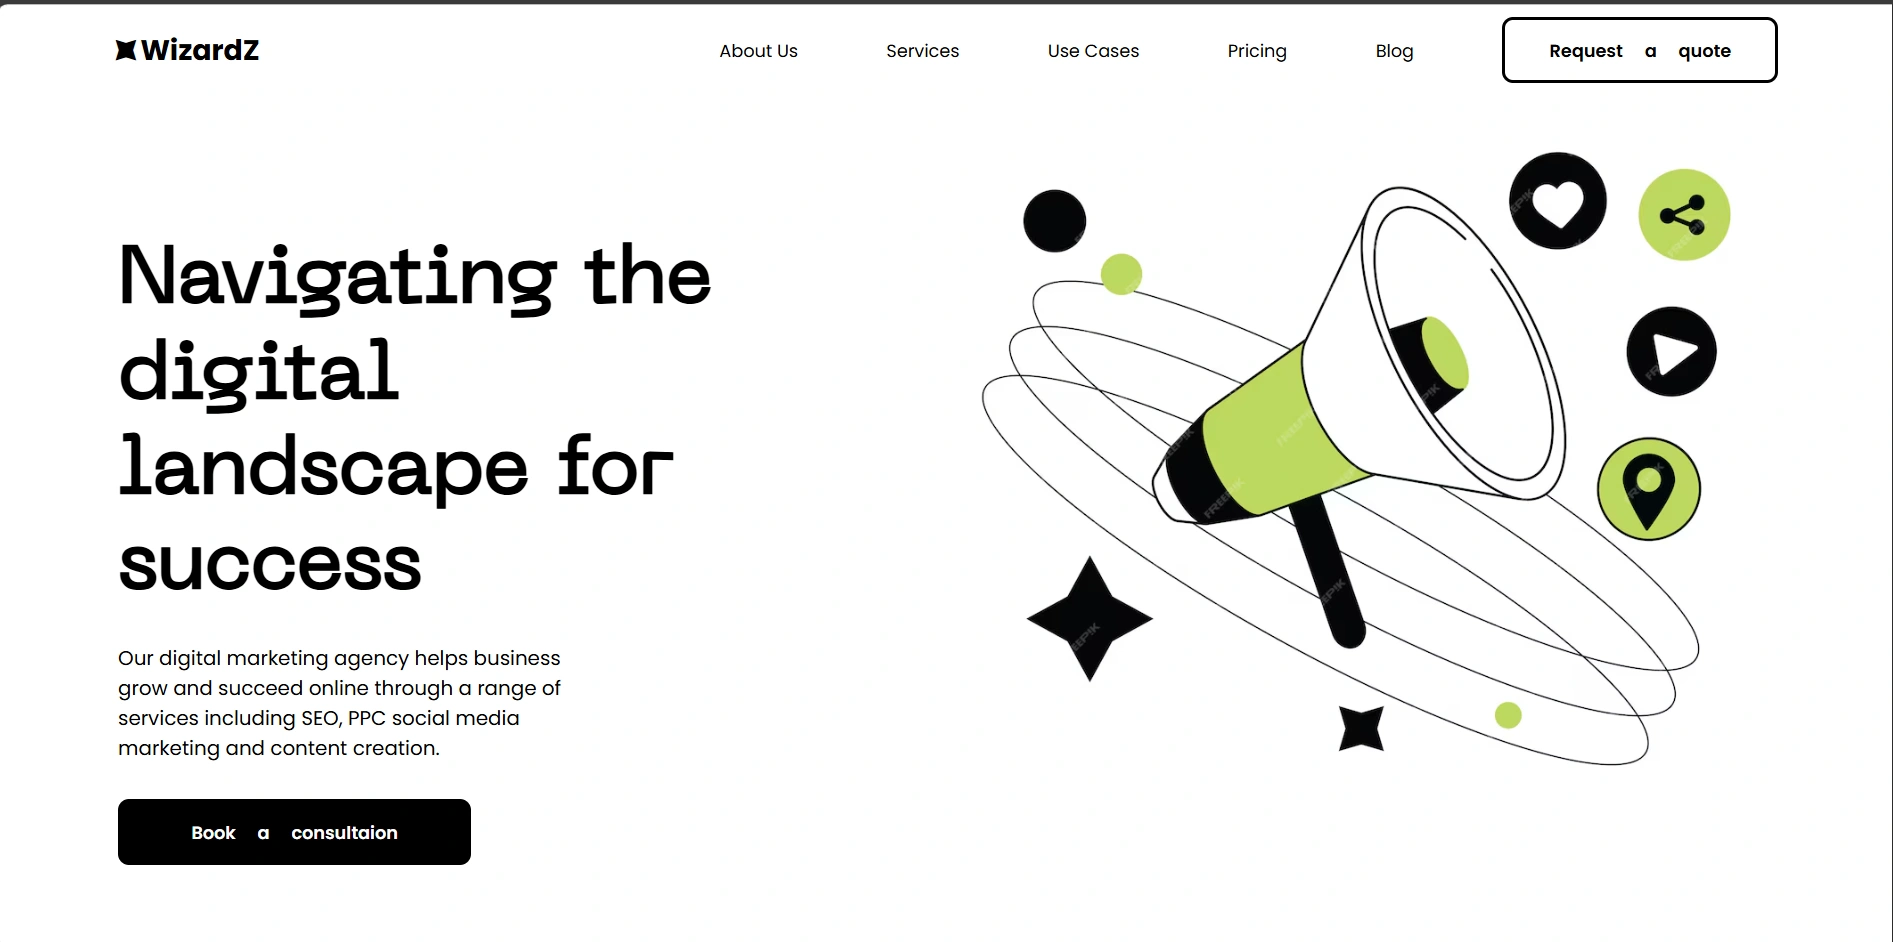 WizardZ
About Us
Services
Use Cases
Pricing
Blog
Request a quote
Navigating the
digital
landscape for
success
Our digital marketing agency helps business
grow and succeed online through a range of
services including SEO, PPC social media
marketing and content creation.
Book a consultaion